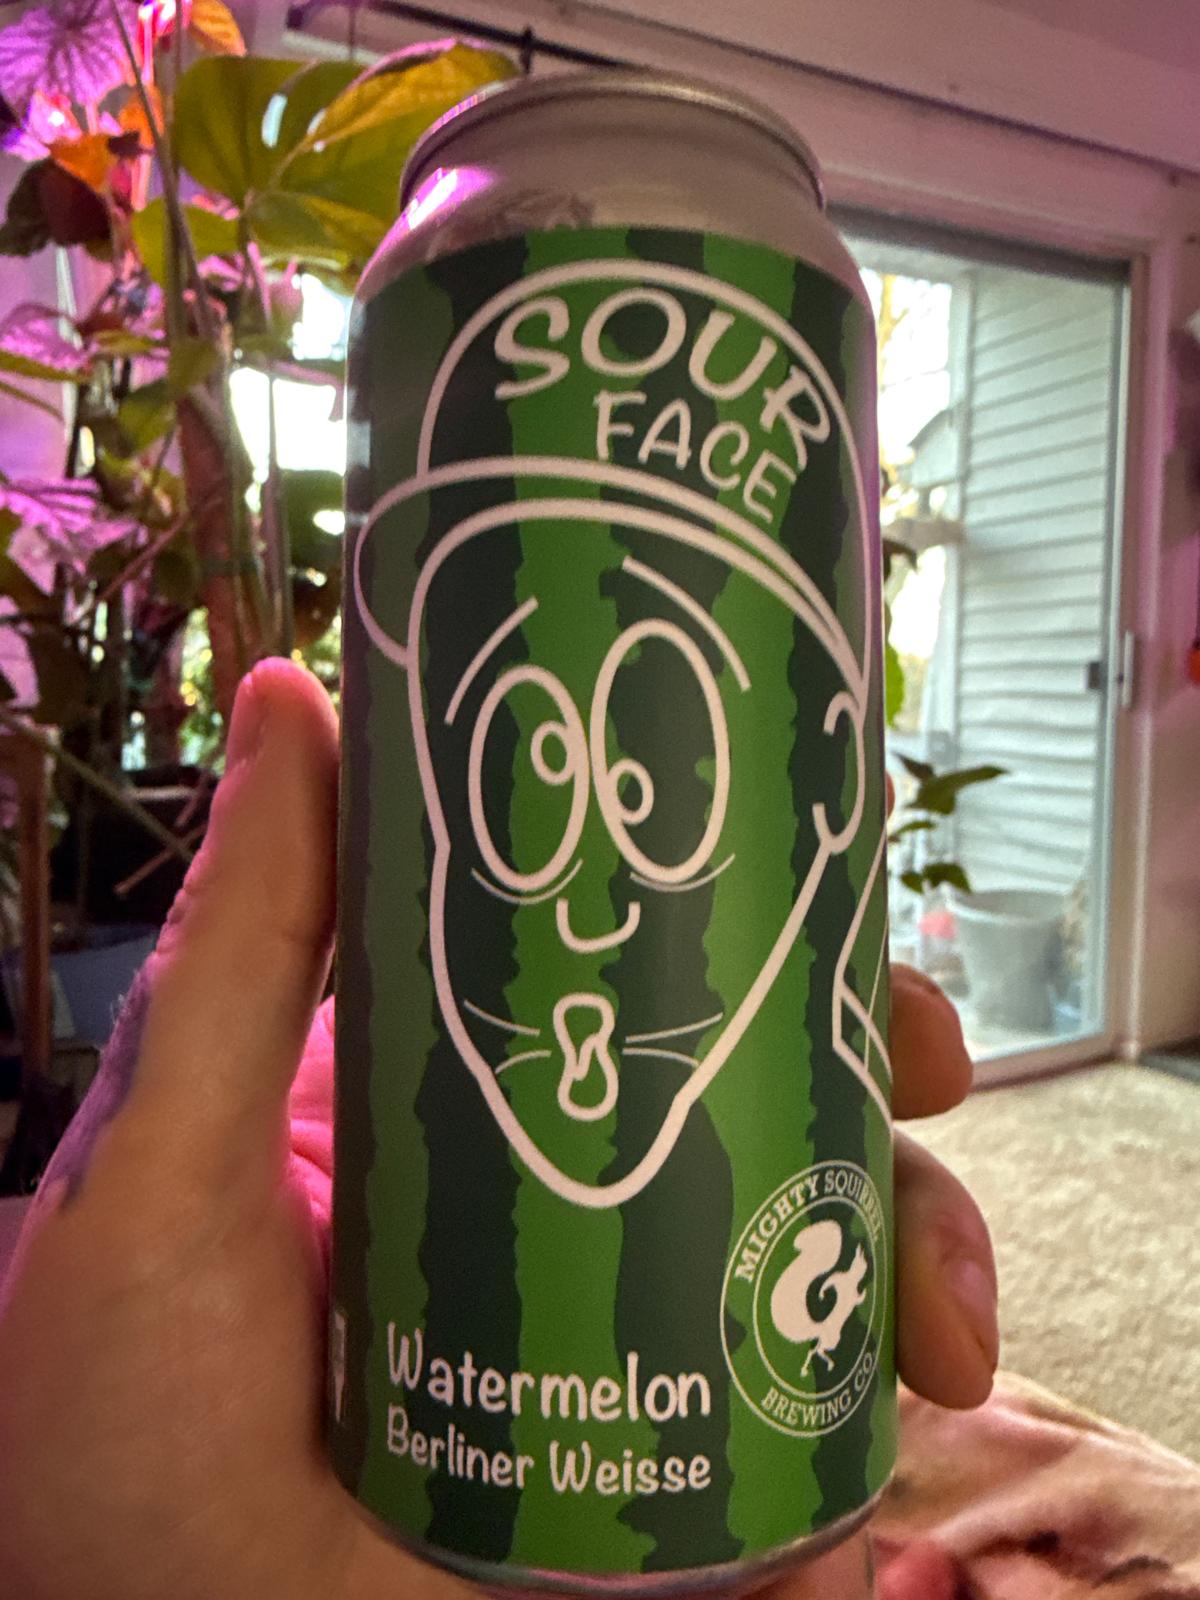 SOUR
FACE
MIGHTY SQUIRREL
BREWING CO.
Watermelon
Berliner Weisse